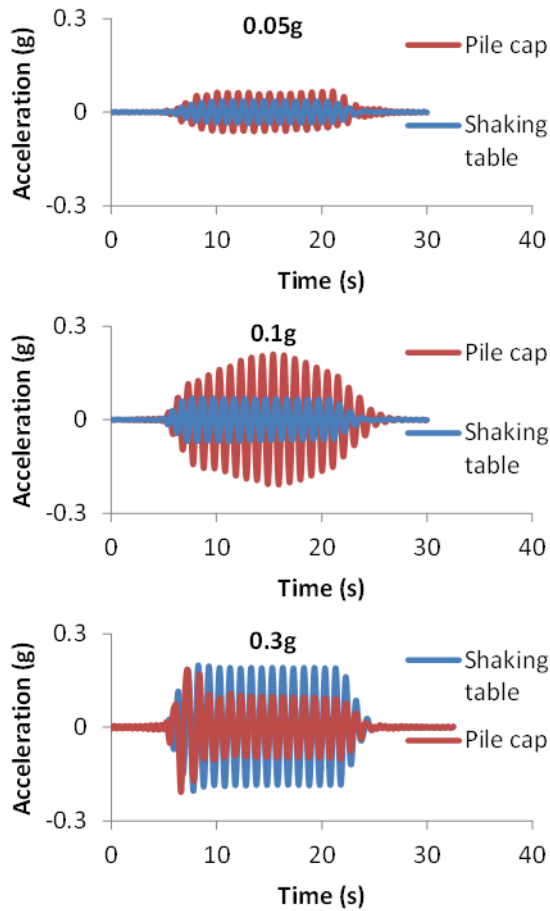 0.05g
0.3
Pile cap
0
Shaking
table
-0.3
0 10 20 30 40
Acceleration (g)
Time (s)
0.1g
0.3
Pile cap
0
Shaking
table
-0.3
0 10 20 30 40
Acceleration (g)
Time (s)
0.3g
0.3
Shaking
table
0
Pile cap
-0.3
0 10 20 30 40
Acceleration (g)
Time (s)